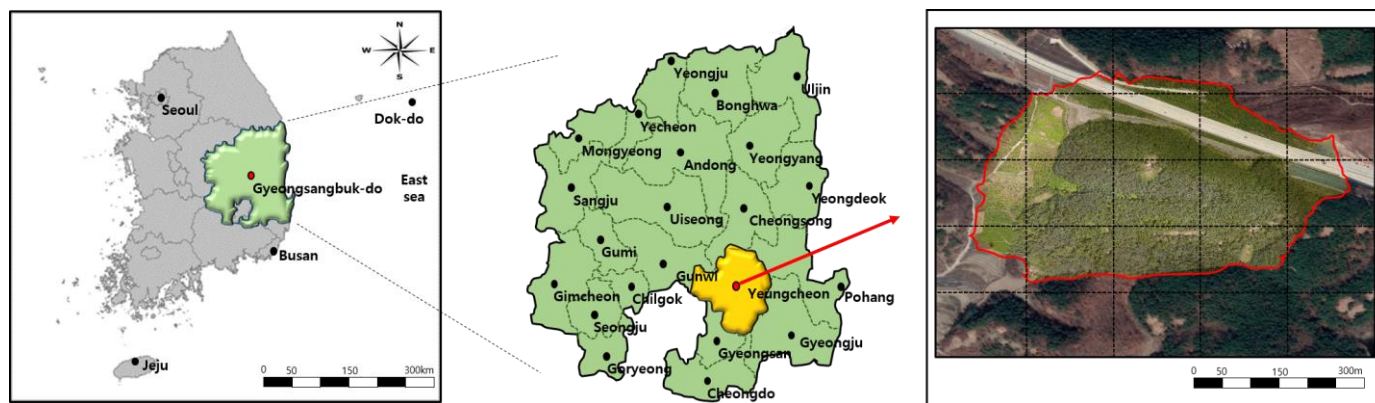 N
W E
S
Seoul
Dok-do
Gyeongsangbuk-do
East
sea
Busan
Jeju
0 50 150 300km
Yeongju
Uljin
Bonghwa
Yecheon
Mongyeong
Andong
Yeongyang
Sangju
Uiseong
Cheongsong
Yeongdeok
Gumi
Gunwi
Gimcheon
Chilgok
Yeungcheon
Pohang
Seongju
Gyeongsan
Gyeongju
Goryeong
Cheongdo
0 50 150 300m